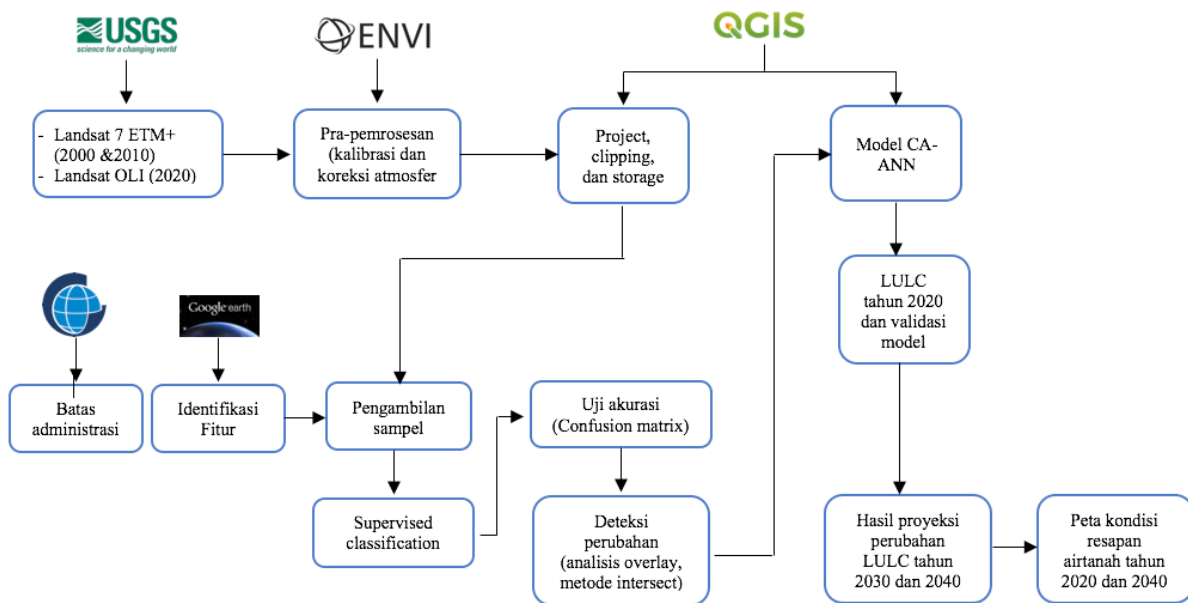 USGS
science for a changing world
ENVI
QGIS
- Landsat 7 ETM+
(2000 &2010)
- Landsat OLI (2020)
Pra-pemrosesan
(kalibrasi dan
koreksi atmosfer
Project,
clipping,
dan storage
Model CA-
ANN
Google earth
LULC
tahun 2020
dan validasi
model
Batas
administrasi
Identifikasi
Fitur
Pengambilan
sampel
Uji akurasi
(Confusion matrix)
Supervised
classification
Deteksi
perubahan
(analisis overlay,
metode intersect)
Hasil proyeksi
perubahan
LULC tahun
2030 dan 2040
Peta kondisi
resapan
airtanah tahun
2020 dan 2040